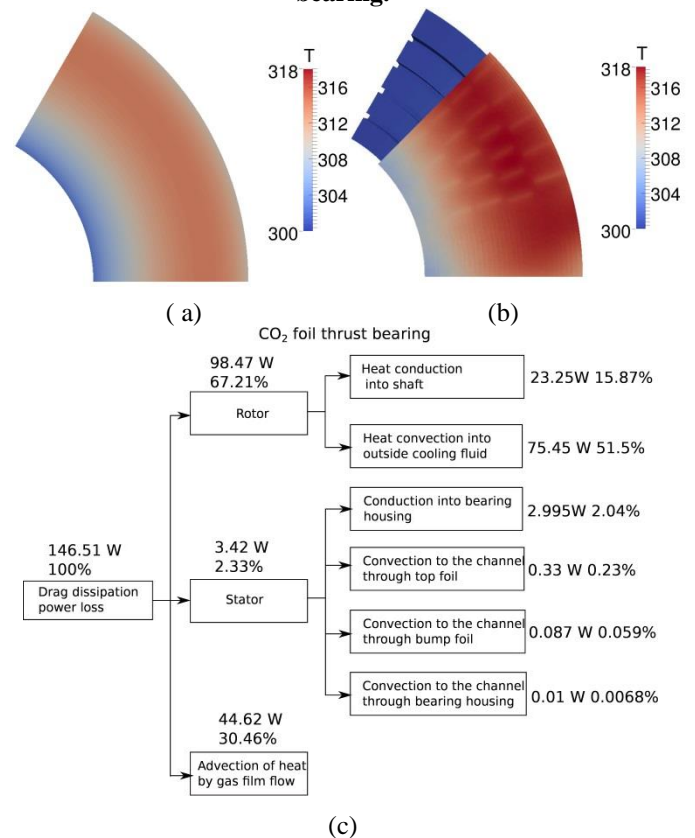 bearing.
T
318
316
312
308
304
300
T
318
316
312
308
304
300
( a)
(b)
CO₂ foil thrust bearing
98.47 W
67.21%
Rotor
Heat conduction
into shaft
23.25W 15.87%
Heat convection into
outside cooling fluid
75.45 W 51.5%
146.51 W
100%
Drag dissipation
power loss
3.42 W
2.33%
Stator
Conduction into bearing
housing
2.995W 2.04%
Convection to the channel
through top foil
0.33 W 0.23%
Convection to the channel
through bump foil
0.087 W 0.059%
Convection to the channel
through bearing housing
0.01 W 0.0068%
44.62 W
30.46%
Advection of heat
by gas film flow
(c)